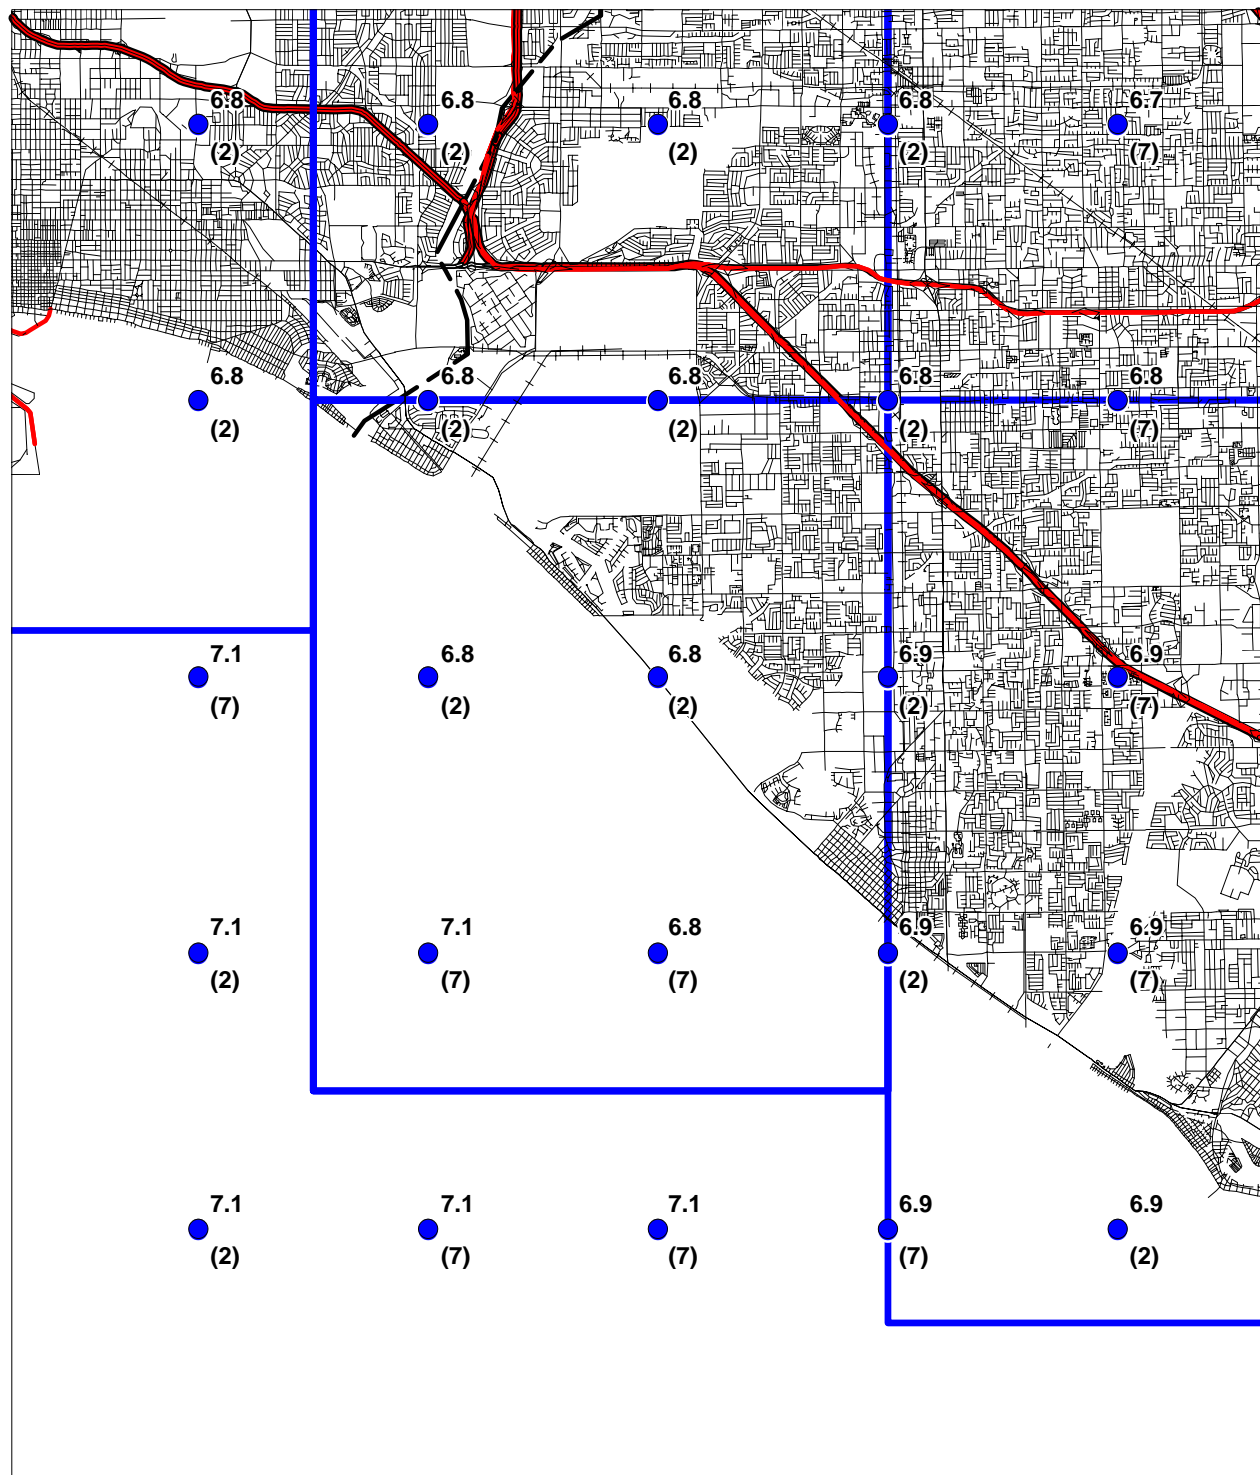 6.8 6.8 6.8 6.8 6.7
(2) (2) (2) (2) (7)
6.8 6.8 6.8 6.8 6.8
(2) (2) (2) (2) (7)
7.1 6.8 6.8 6.9 6.9
(7) (2) (2) (2) (7)
7.1 7.1 6.8 6.9 6.9
(2) (7) (7) (2) (7)
7.1 7.1 7.1 6.9 6.9
(2) (7) (7) (7) (2)